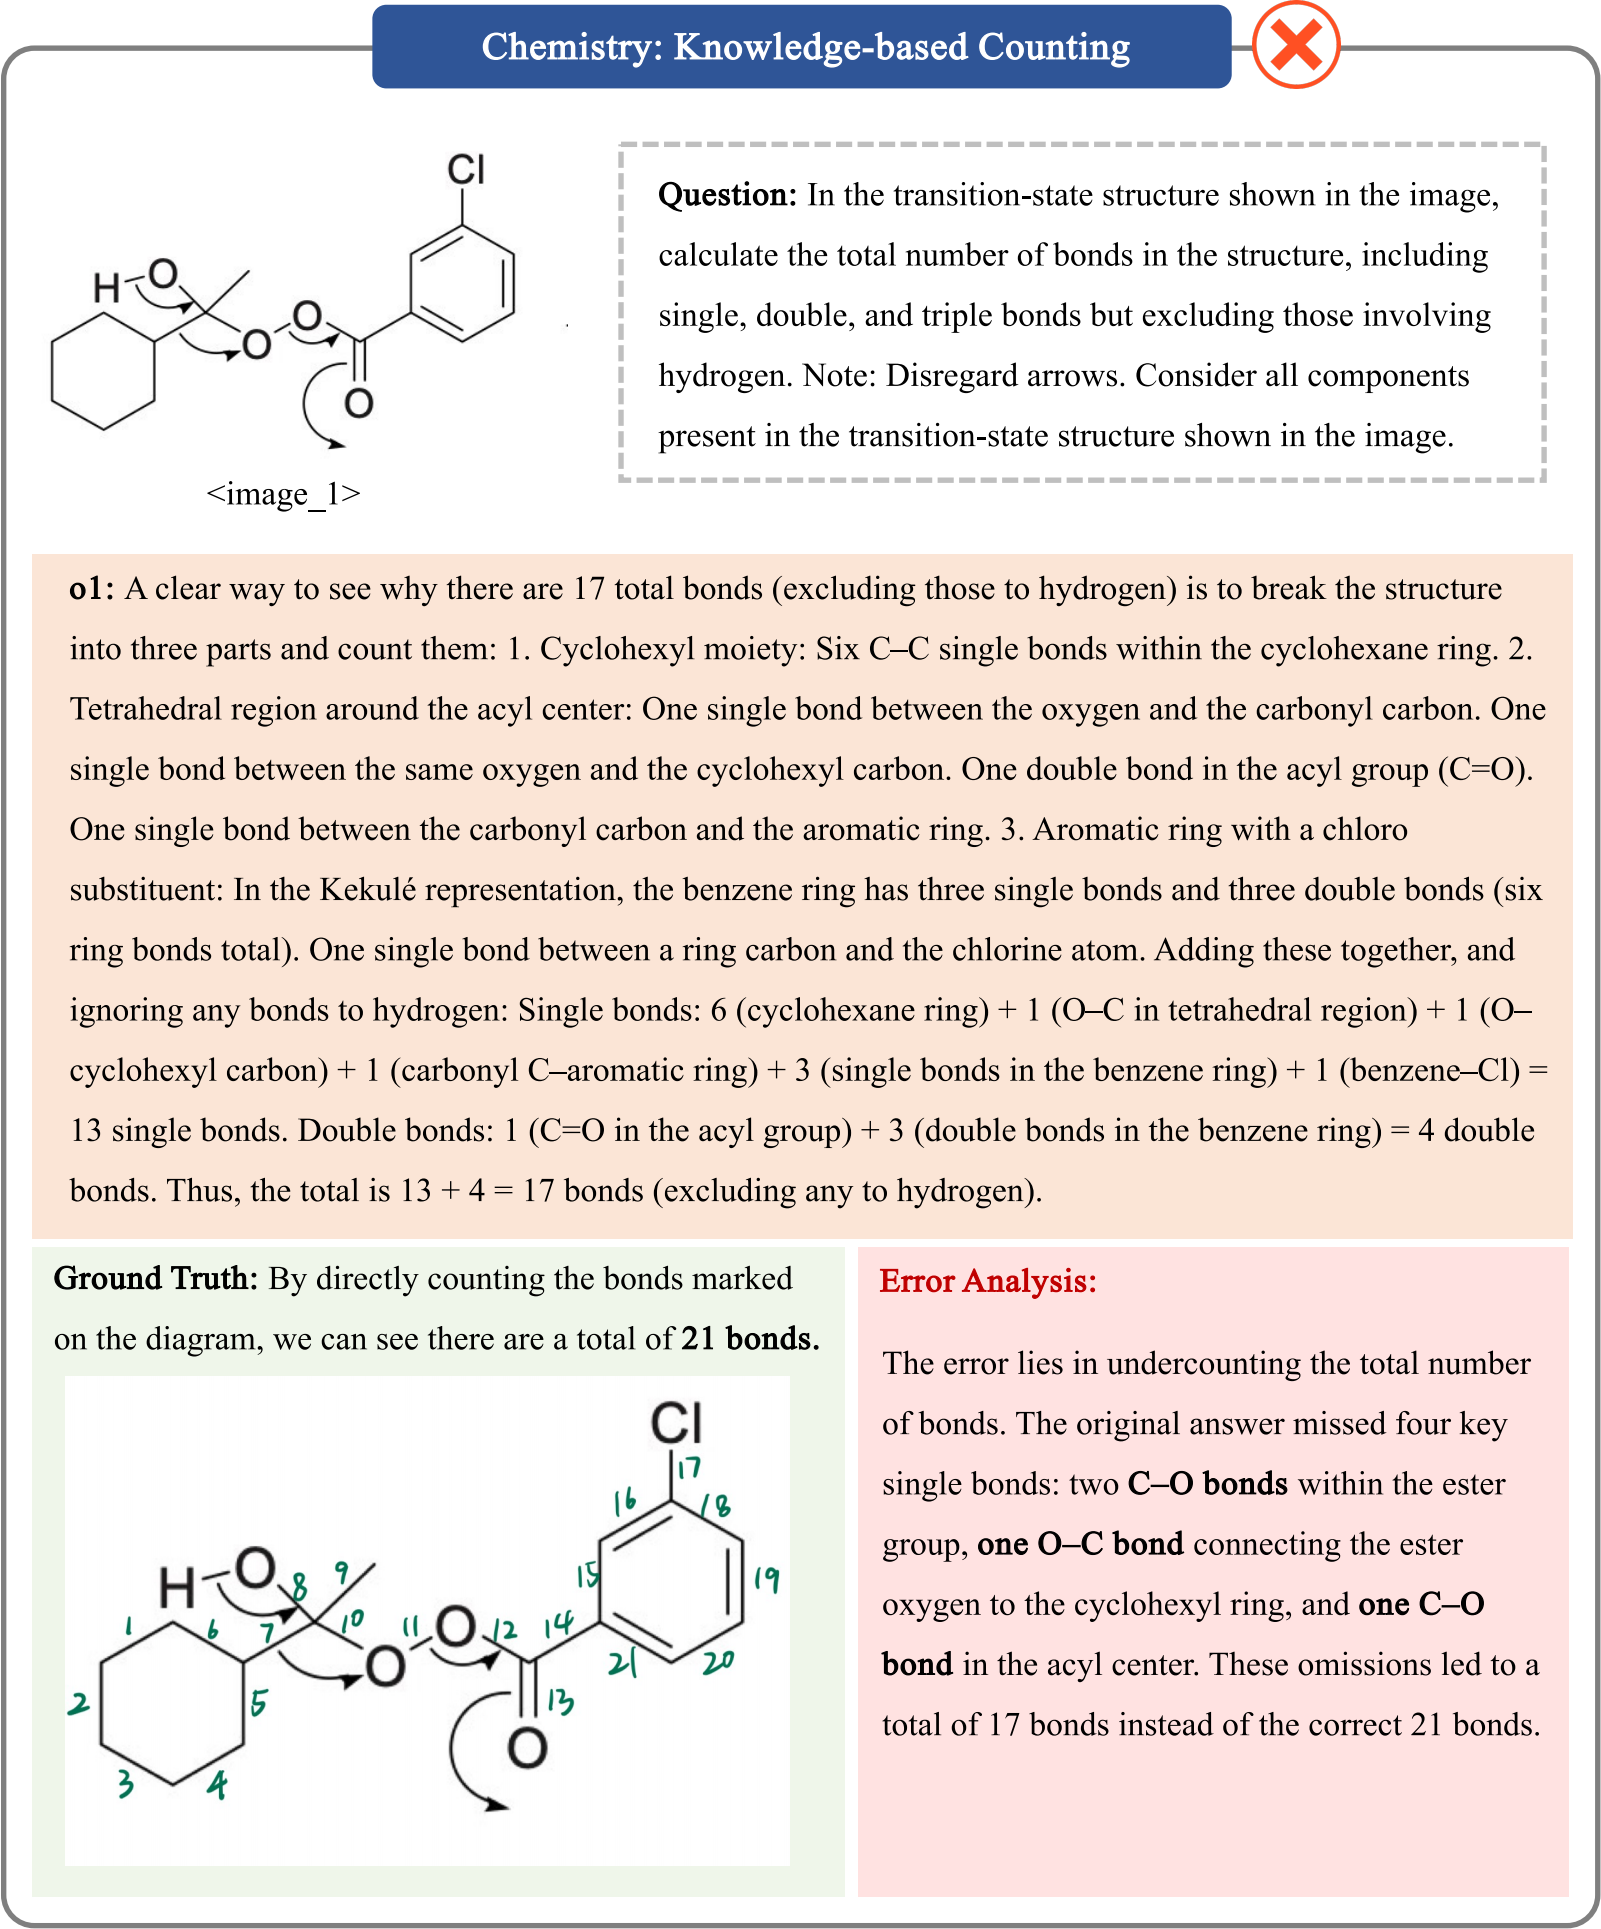 Chemistry: Knowledge-based Counting
Cl
H
O
O
O
O
<image_1>
Question: In the transition-state structure shown in the image,
calculate the total number of bonds in the structure, including
single, double, and triple bonds but excluding those involving
hydrogen. Note: Disregard arrows. Consider all components
present in the transition-state structure shown in the image.
o1: A clear way to see why there are 17 total bonds (excluding those to hydrogen) is to break the structure
into three parts and count them: 1. Cyclohexyl moiety: Six C–C single bonds within the cyclohexane ring. 2.
Tetrahedral region around the acyl center: One single bond between the oxygen and the carbonyl carbon. One
single bond between the same oxygen and the cyclohexyl carbon. One double bond in the acyl group (C=O).
One single bond between the carbonyl carbon and the aromatic ring. 3. Aromatic ring with a chloro
substituent: In the Kekulé representation, the benzene ring has three single bonds and three double bonds (six
ring bonds total). One single bond between a ring carbon and the chlorine atom. Adding these together, and
ignoring any bonds to hydrogen: Single bonds: 6 (cyclohexane ring) + 1 (O–C in tetrahedral region) + 1 (O–
cyclohexyl carbon) + 1 (carbonyl C–aromatic ring) + 3 (single bonds in the benzene ring) + 1 (benzene–Cl) =
13 single bonds. Double bonds: 1 (C=O in the acyl group) + 3 (double bonds in the benzene ring) = 4 double
bonds. Thus, the total is 13 + 4 = 17 bonds (excluding any to hydrogen).
Ground Truth: By directly counting the bonds marked
on the diagram, we can see there are a total of 21 bonds.
Cl
17
16 18
H O 8 9 15 19
1 6 7 10 11 O 12 14
O 21 20
2 5 13
O
3 4
Error Analysis:
The error lies in undercounting the total number
of bonds. The original answer missed four key
single bonds: two C–O bonds within the ester
group, one O–C bond connecting the ester
oxygen to the cyclohexyl ring, and one C–O
bond in the acyl center. These omissions led to a
total of 17 bonds instead of the correct 21 bonds.